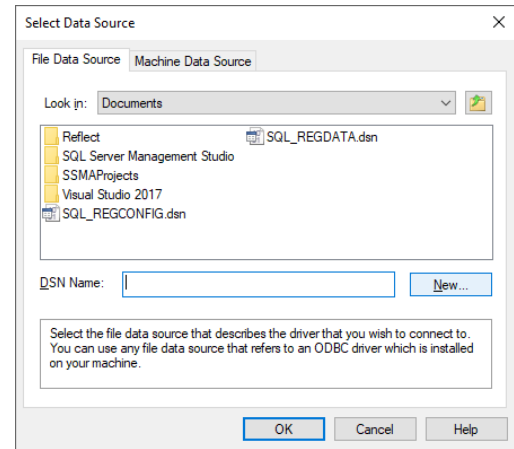 Select Data Source
File Data Source Machine Data Source
Look in: Documents
Reflect SQL_REGDATA.dsn
SQL Server Management Studio
SSMAProjects
Visual Studio 2017
SQL_REGCONFIG.dsn
DSN Name: New...
Select the file data source that describes the driver that you wish to connect to.
You can use any file data source that refers to an ODBC driver which is installed
on your machine.
OK Cancel Help